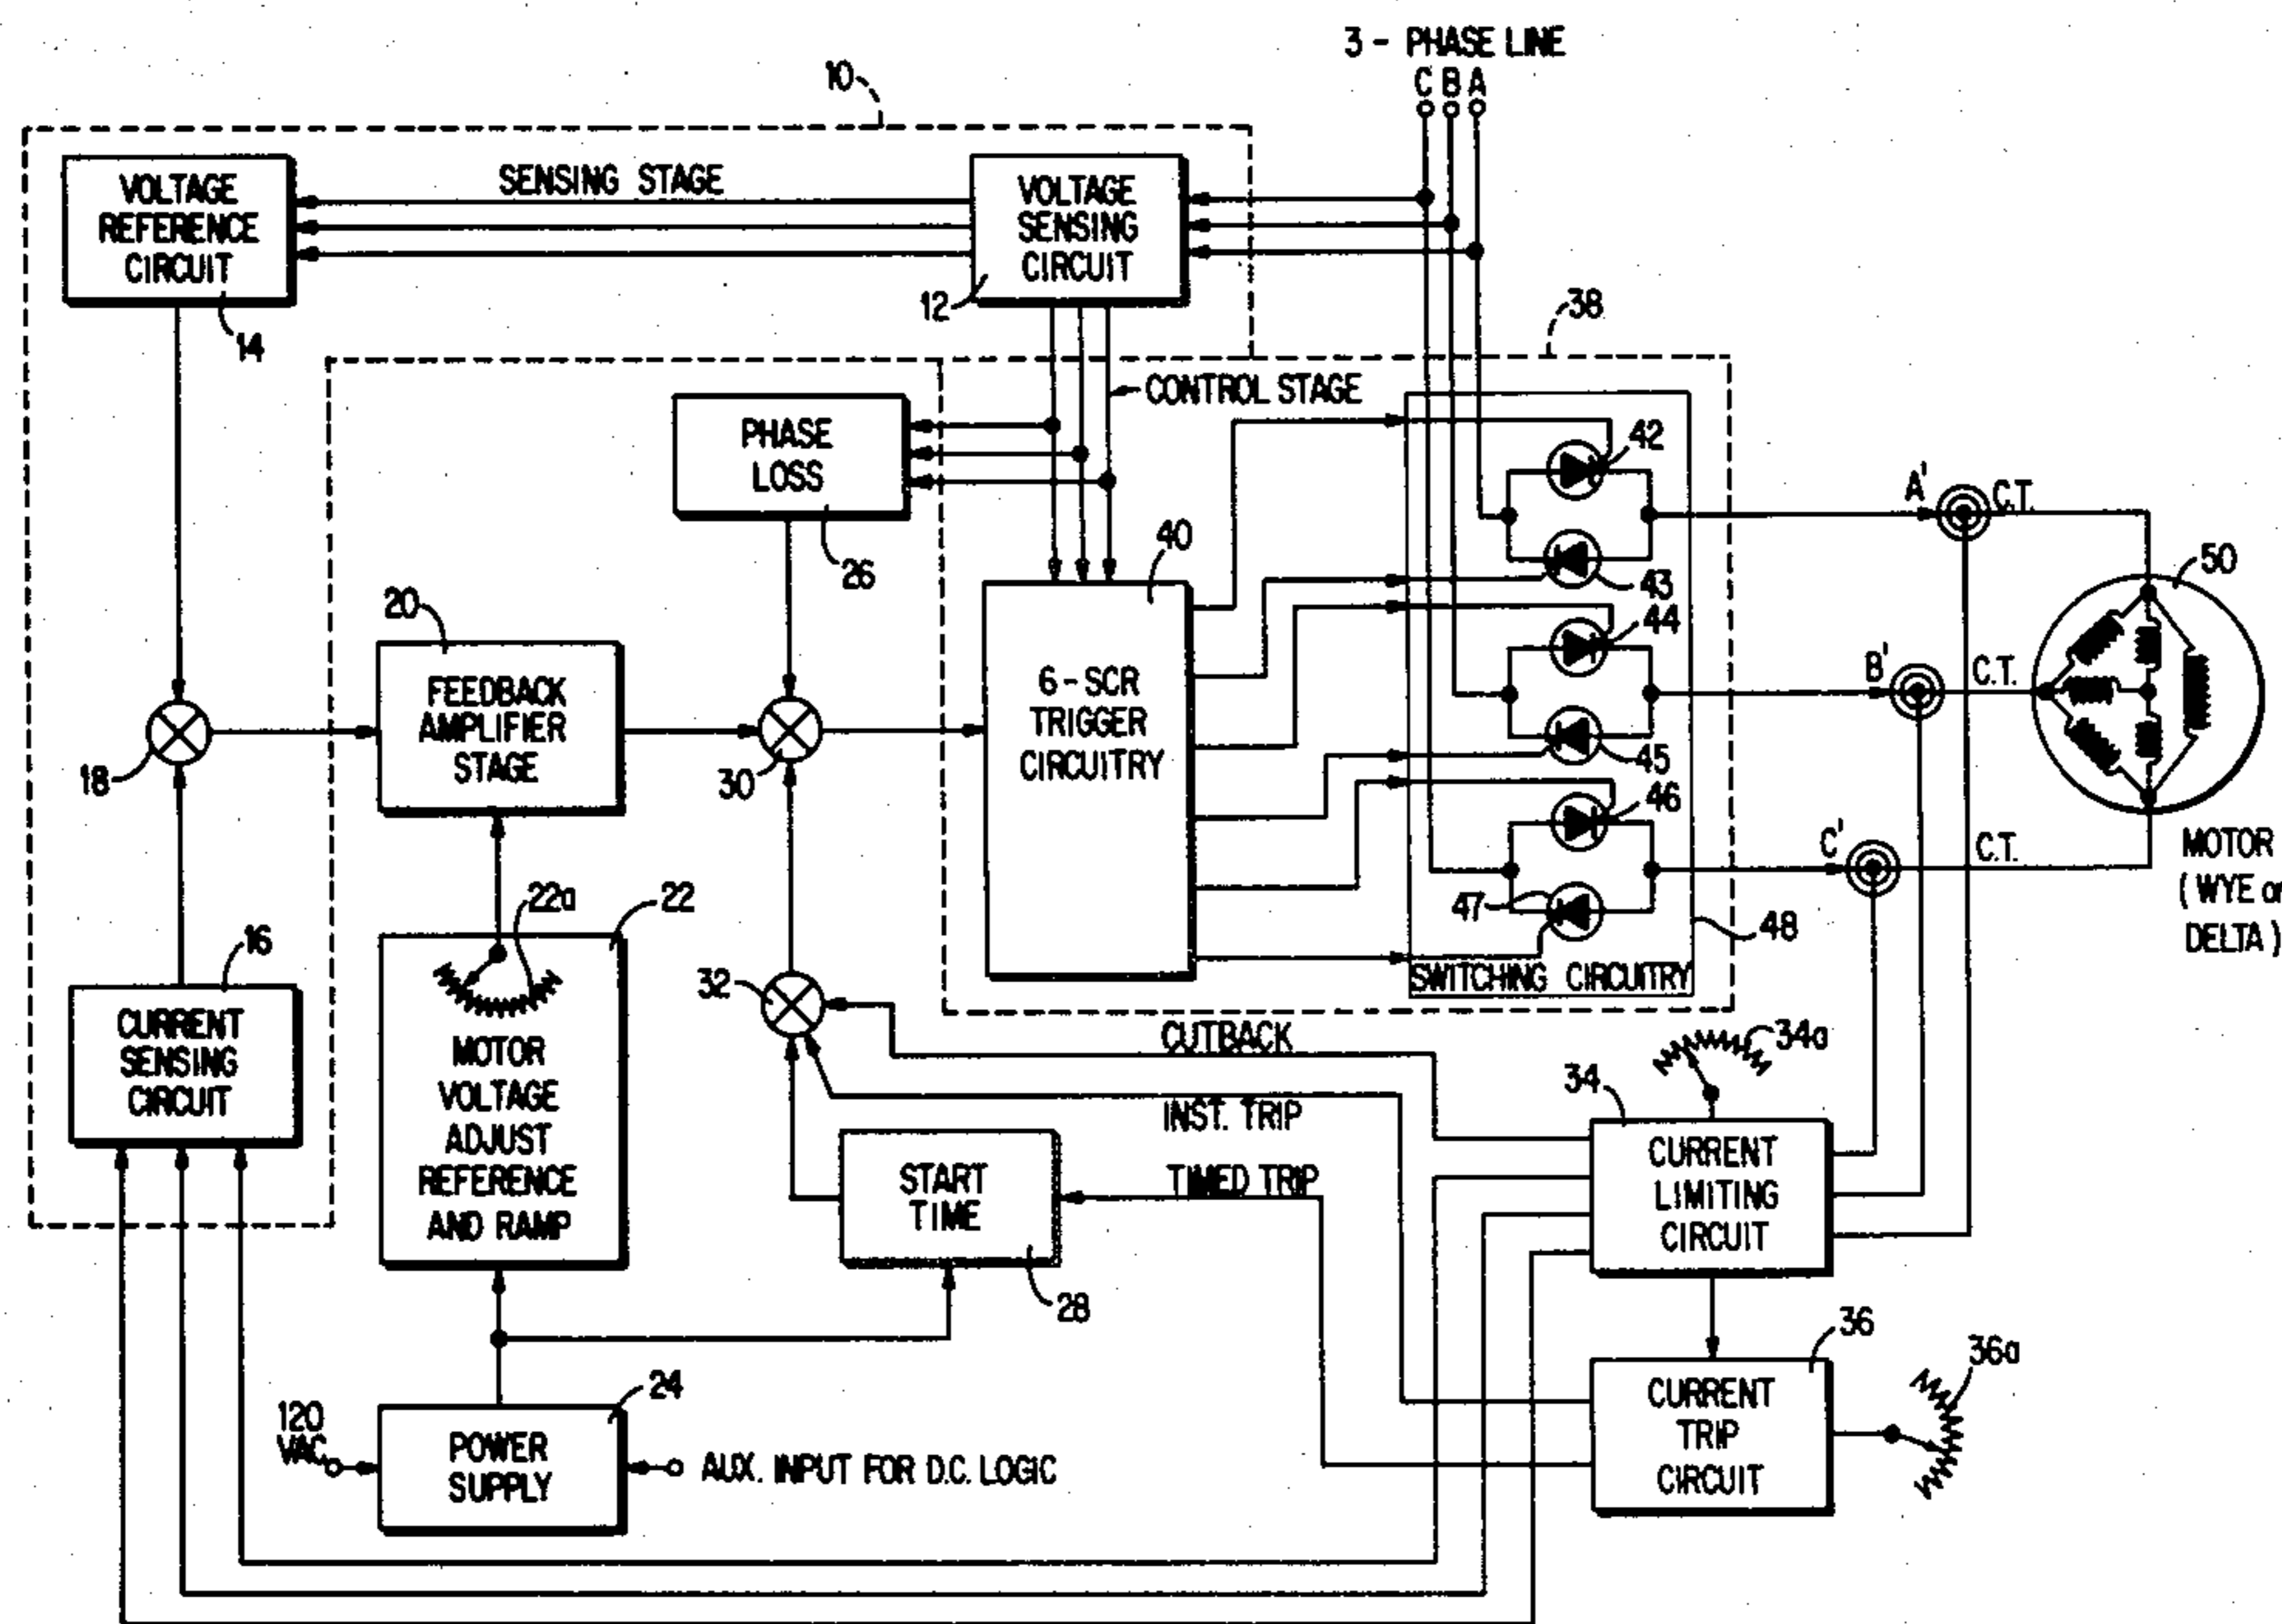 3 - PHASE LINE
C B A
10
VOLTAGE
REFERENCE
CIRCUIT
14
SENSING STAGE
VOLTAGE
SENSING
CIRCUIT
12
38
CONTROL STAGE
PHASE
LOSS
26
40
6-SCR
TRIGGER
CIRCUITRY
42
43
44
45
46
47
48
SWITCHING CIRCUITRY
A'
C.T.
B'
C.T.
C'
C.T.
50
MOTOR
(WYE or
DELTA)
20
FEEDBACK
AMPLIFIER
STAGE
18
30
16
CURRENT
SENSING
CIRCUIT
22a
22
MOTOR
VOLTAGE
ADJUST
REFERENCE
AND RAMP
32
CUTBACK
INST. TRIP
TIMED TRIP
START
TIME
28
34a
34
CURRENT
LIMITING
CIRCUIT
36
36a
CURRENT
TRIP
CIRCUIT
24
120
VAC
POWER
SUPPLY
AUX. INPUT FOR D.C. LOGIC